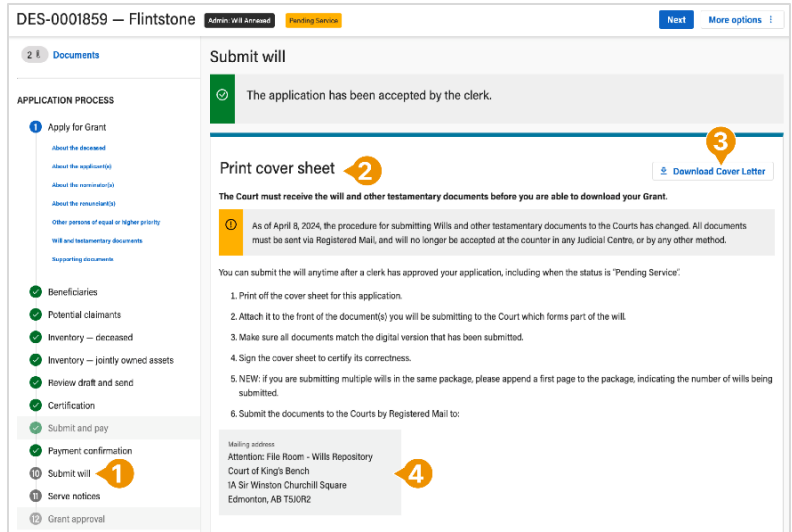 DES-0001859 — Flintstone Admin: Will Annexed Pending Service Next More options
2 Documents
APPLICATION PROCESS
1 Apply for Grant
About the deceased
About the applicant(s)
About the nominator(s)
About the renunciant(s)
Other persons of equal or higher priority
Will and testamentary documents
Supporting documents
Beneficiaries
Potential claimants
Inventory — deceased
Inventory — jointly owned assets
Review draft and send
Certification
Submit and pay
Payment confirmation
10 Submit will 1
11 Serve notices
12 Grant approval
Submit will
The application has been accepted by the clerk.
3
Print cover sheet 2
Download Cover Letter
The Court must receive the will and other testamentary documents before you are able to download your Grant.
As of April 8, 2024, the procedure for submitting Wills and other testamentary documents to the Courts has changed. All documents
must be sent via Registered Mail, and will no longer be accepted at the counter in any Judicial Centre, or by any other method.
You can submit the will anytime after a clerk has approved your application, including when the status is "Pending Service".
1. Print off the cover sheet for this application.
2. Attach it to the front of the document(s) you will be submitting to the Court which forms part of the will.
3. Make sure all documents match the digital version that has been submitted.
4. Sign the cover sheet to certify its correctness.
5. NEW: if you are submitting multiple wills in the same package, please append a first page to the package, indicating the number of wills being
submitted.
6. Submit the documents to the Courts by Registered Mail to:
Mailing address
Attention: File Room - Wills Repository
Court of King's Bench
1A Sir Winston Churchill Square
Edmonton, AB T5J0R2
4